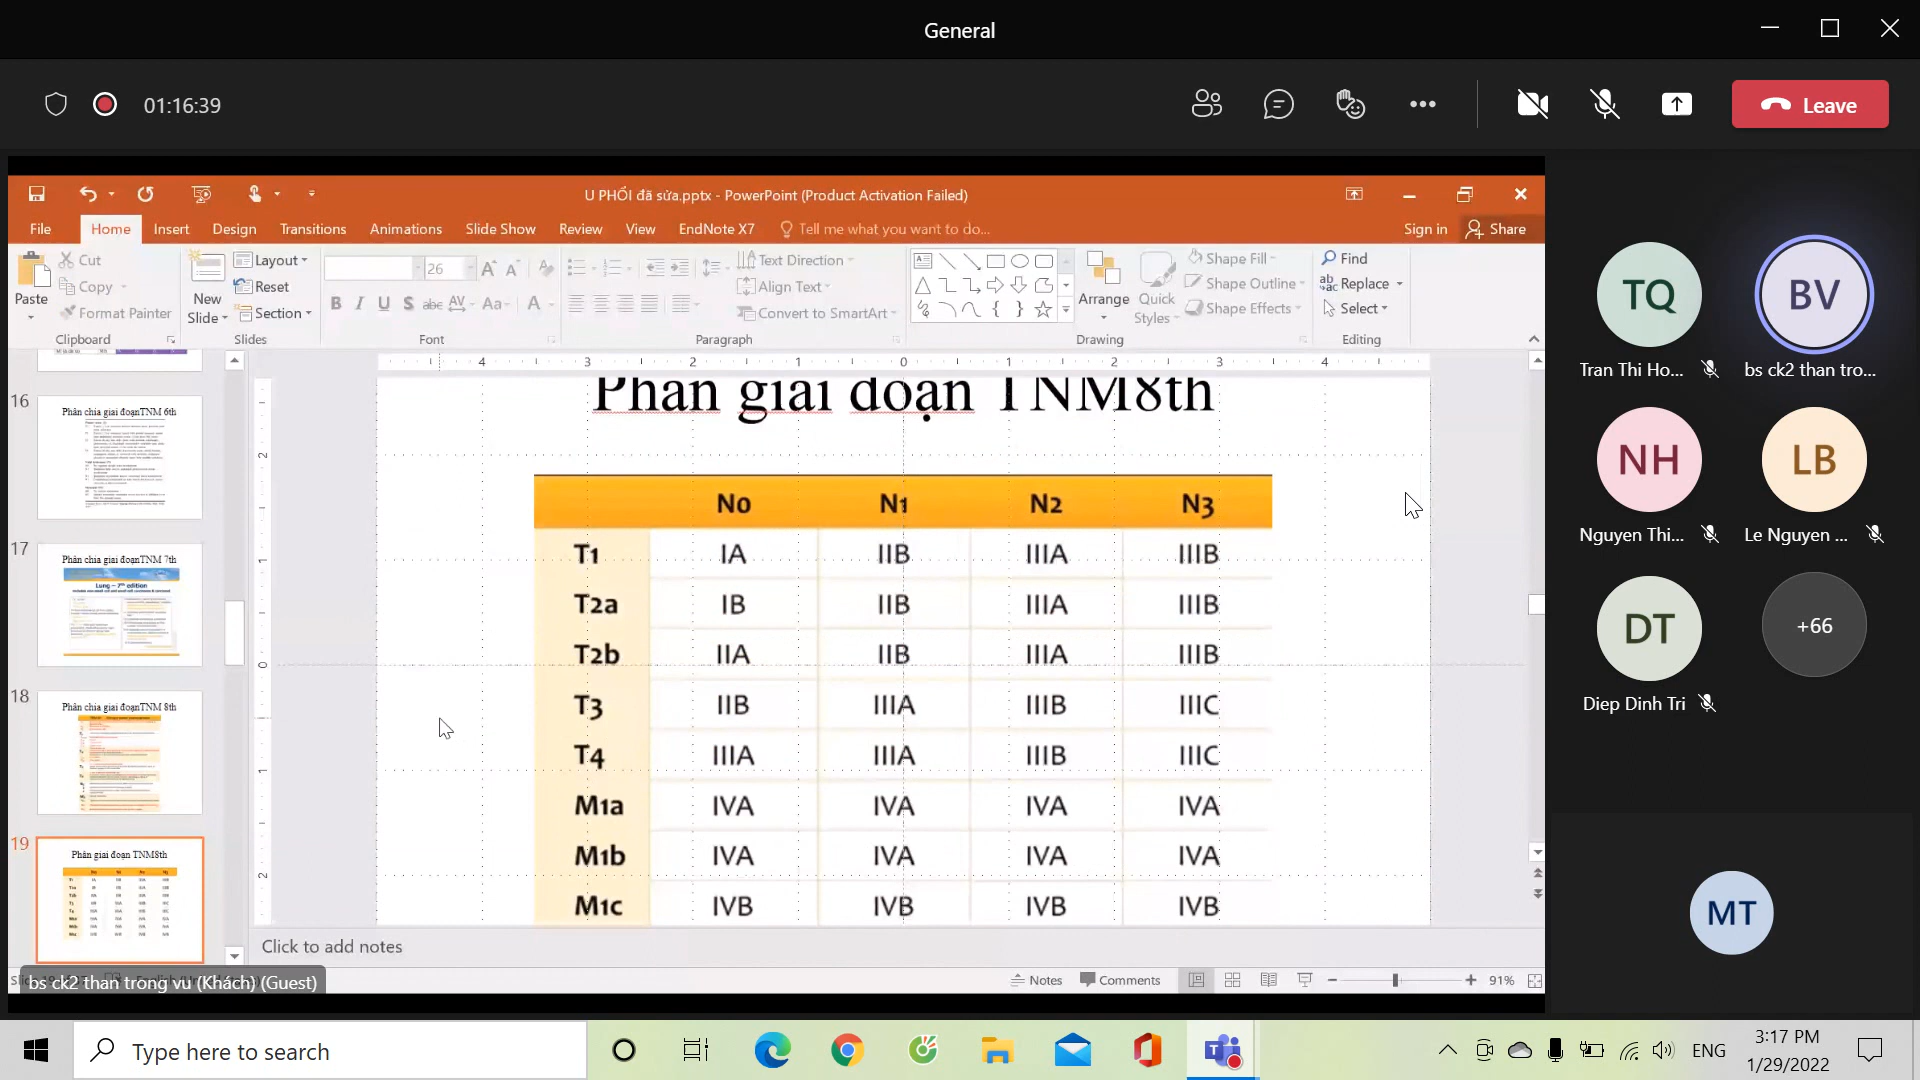 General
01:16:39
Leave
U PHỔI đã sửa.pptx - PowerPoint (Product Activation Failed)
File Home Insert Design Transitions Animations Slide Show Review View EndNote X7 Tell me what you want to do... Sign in Share
Paste
Cut
Copy
Format Painter
Clipboard
New Slide
Layout
Reset
Section
Slides
26
Font
Text Direction
Align Text
Convert to SmartArt
Paragraph
Arrange
Quick Styles
Shape Fill
Shape Outline
Shape Effects
Drawing
Find
Replace
Select
Editing
16
Phân chia giai đoạnTNM 6th
17
Phân chia giai đoạnTNM 7th
Lung – 7th edition
18
Phân chia giai đoạnTNM 8th
19
Phân giai đoạn TNM8th
Phân giai đoạn TNM8th
N0 N1 N2 N3
T1 IA IIB IIIA IIIB
T2a IB IIB IIIA IIIB
T2b IIA IIB IIIA IIIB
T3 IIB IIIA IIIB IIIC
T4 IIIA IIIA IIIB IIIC
M1a IVA IVA IVA IVA
M1b IVA IVA IVA IVA
M1c IVB IVB IVB IVB
Click to add notes
bs ck2 than trong vu (Khách) (Guest)
Notes Comments 91%
TQ
Tran Thi Ho...
BV
bs ck2 than tro...
NH
Nguyen Thi...
LB
Le Nguyen ...
DT
Diep Dinh Tri
+66
MT
Type here to search
ENG
3:17 PM
1/29/2022